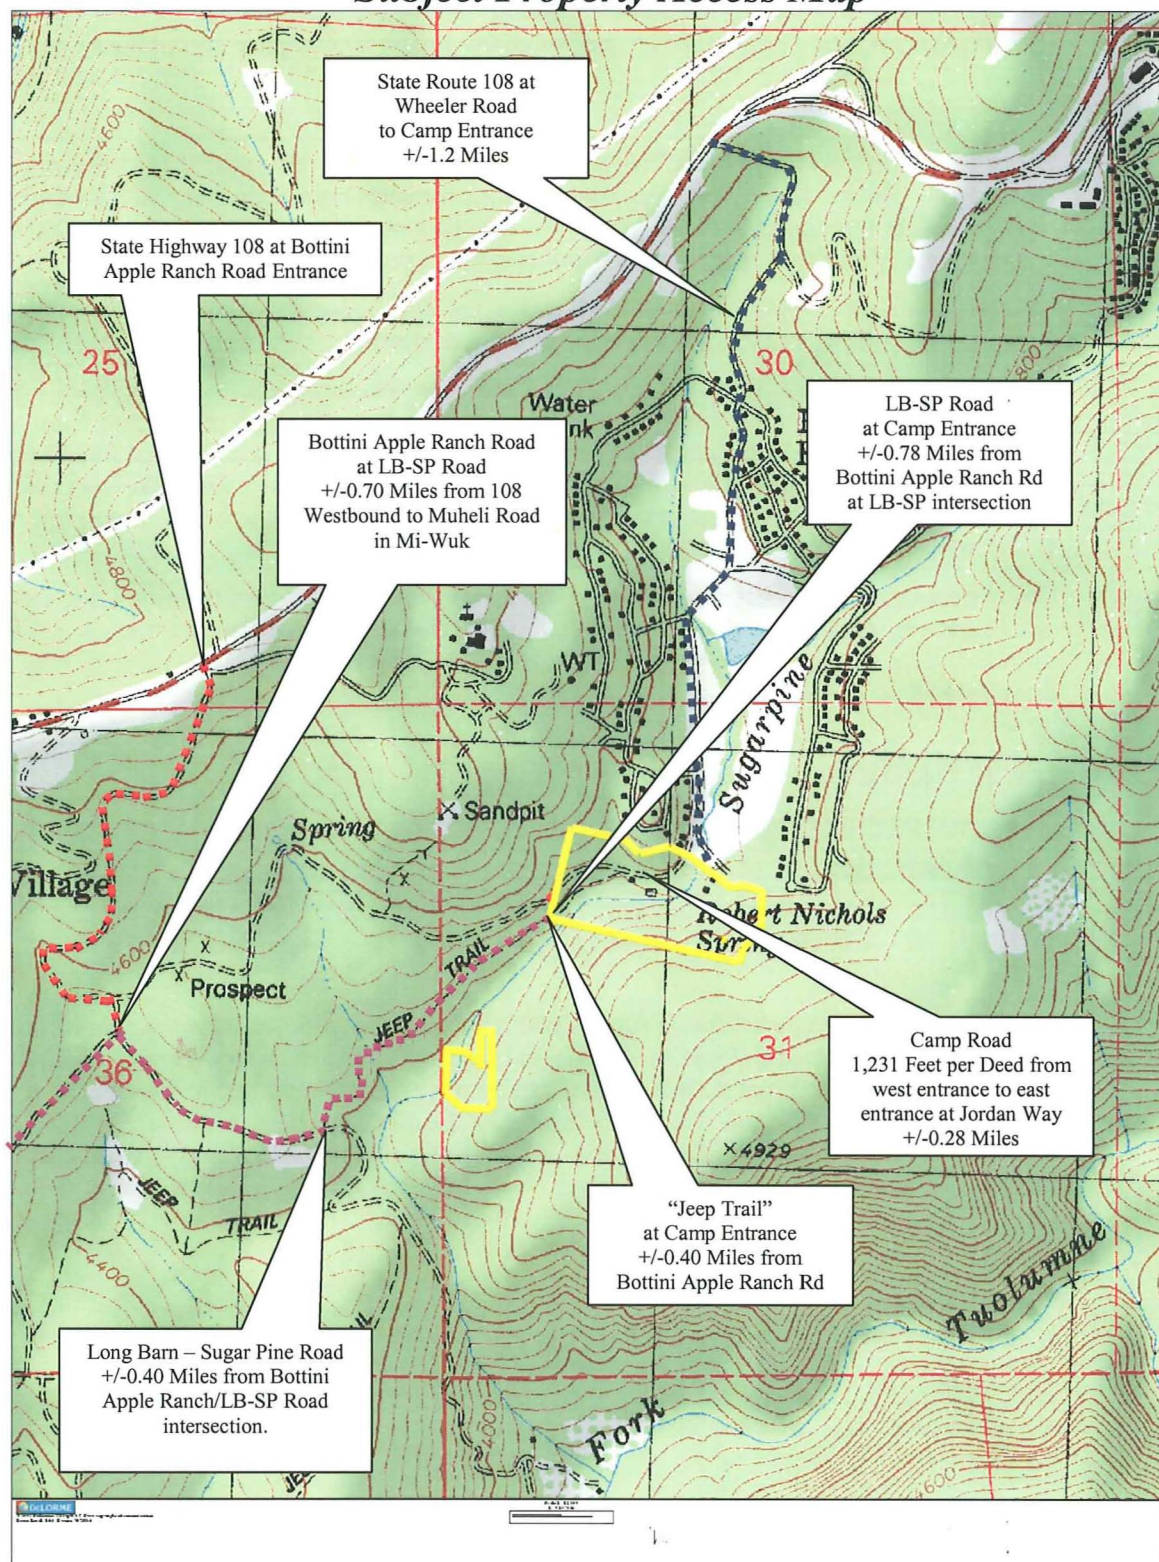 Subject Property Access Map
State Route 108 at
Wheeler Road
to Camp Entrance
+/-1.2 Miles
4600
State Highway 108 at Bottini
Apple Ranch Road Entrance
25
30
800
Water
nk
LB-SP Road
at Camp Entrance
+/-0.78 Miles from
Bottini Apple Ranch Rd
at LB-SP intersection
Bottini Apple Ranch Road
at LB-SP Road
+/-0.70 Miles from 108
Westbound to Muheli Road
in Mi-Wuk
4800
WT
Sugarpine
Sandpit
Spring
Village
X
Robert Nichols
X
4600
X
Prospect
TRAIL
JEEP
36
31
Camp Road
1,231 Feet per Deed from
west entrance to east
entrance at Jordan Way
+/-0.28 Miles
X4929
JEEP
TRAIL
"Jeep Trail"
at Camp Entrance
+/-0.40 Miles from
Bottini Apple Ranch Rd
4400
Tuolumne
Long Barn – Sugar Pine Road
+/-0.40 Miles from Bottini
Apple Ranch/LB-SP Road
intersection.
4000
Fork
4600
DELORME